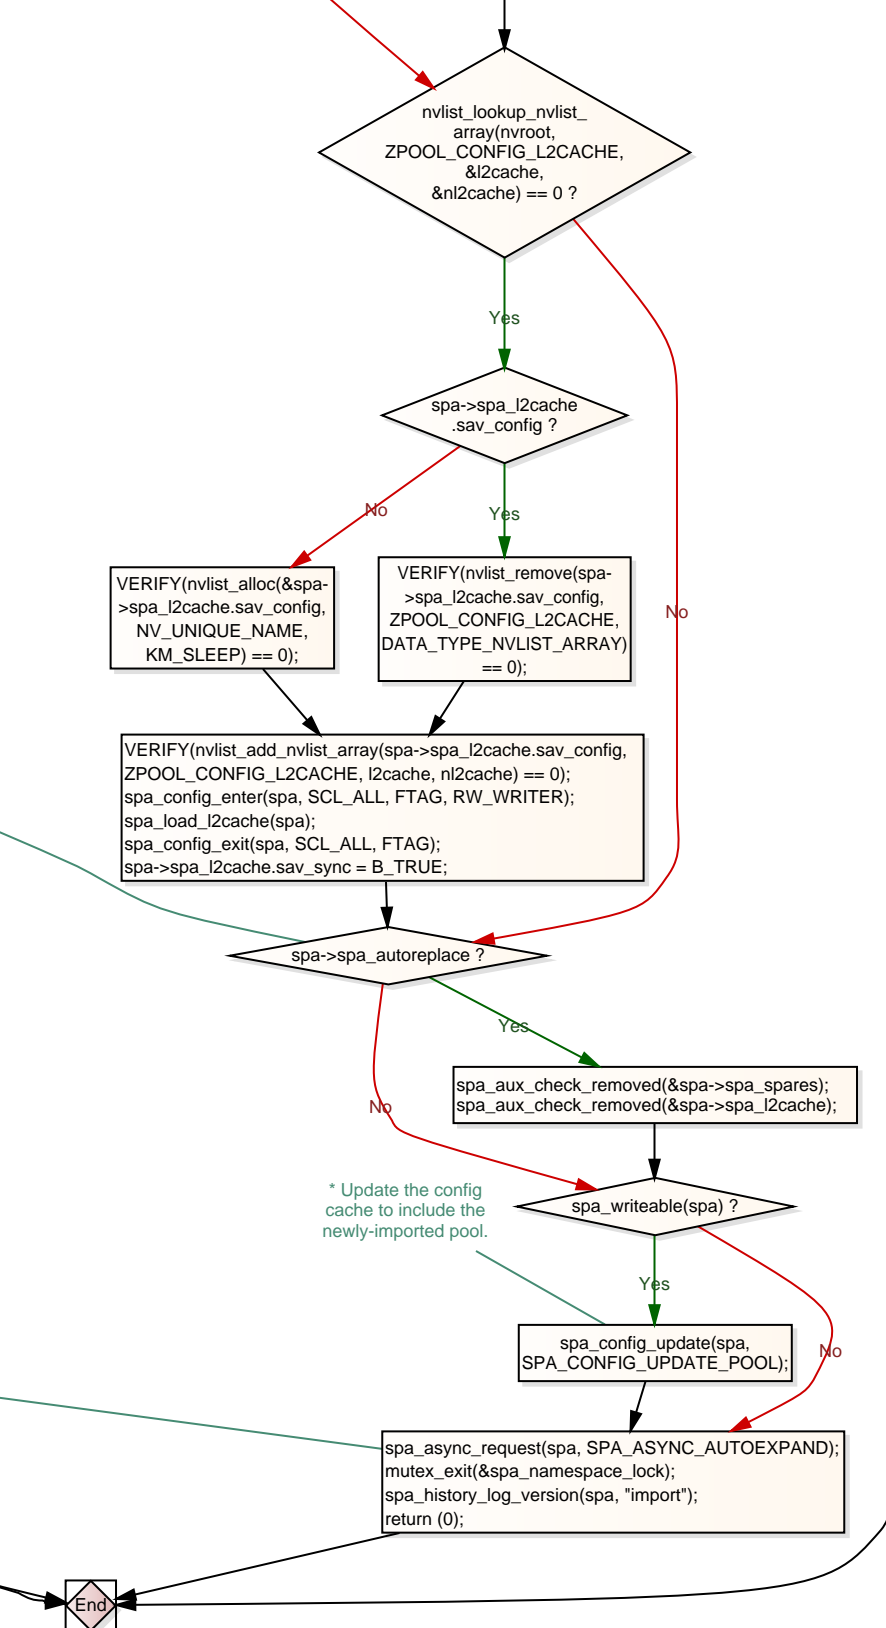 nvlist_lookup_nvlist_
array(nvroot,
ZPOOL_CONFIG_L2CACHE,
&l2cache,
&nl2cache) == 0 ?
Yes
spa->spa_l2cache
.sav_config ?
No
Yes
VERIFY(nvlist_alloc(&spa-
>spa_l2cache.sav_config,
NV_UNIQUE_NAME,
KM_SLEEP) == 0);
VERIFY(nvlist_remove(spa-
>spa_l2cache.sav_config,
ZPOOL_CONFIG_L2CACHE,
DATA_TYPE_NVLIST_ARRAY)
== 0);
No
VERIFY(nvlist_add_nvlist_array(spa->spa_l2cache.sav_config,
ZPOOL_CONFIG_L2CACHE, l2cache, nl2cache) == 0);
spa_config_enter(spa, SCL_ALL, FTAG, RW_WRITER);
spa_load_l2cache(spa);
spa_config_exit(spa, SCL_ALL, FTAG);
spa->spa_l2cache.sav_sync = B_TRUE;
spa->spa_autoreplace ?
Yes
spa_aux_check_removed(&spa->spa_spares);
spa_aux_check_removed(&spa->spa_l2cache);
No
* Update the config
cache to include the
newly-imported pool.
spa_writeable(spa) ?
Yes
No
spa_config_update(spa,
SPA_CONFIG_UPDATE_POOL);
spa_async_request(spa, SPA_ASYNC_AUTOEXPAND);
mutex_exit(&spa_namespace_lock);
spa_history_log_version(spa, "import");
return (0);
End